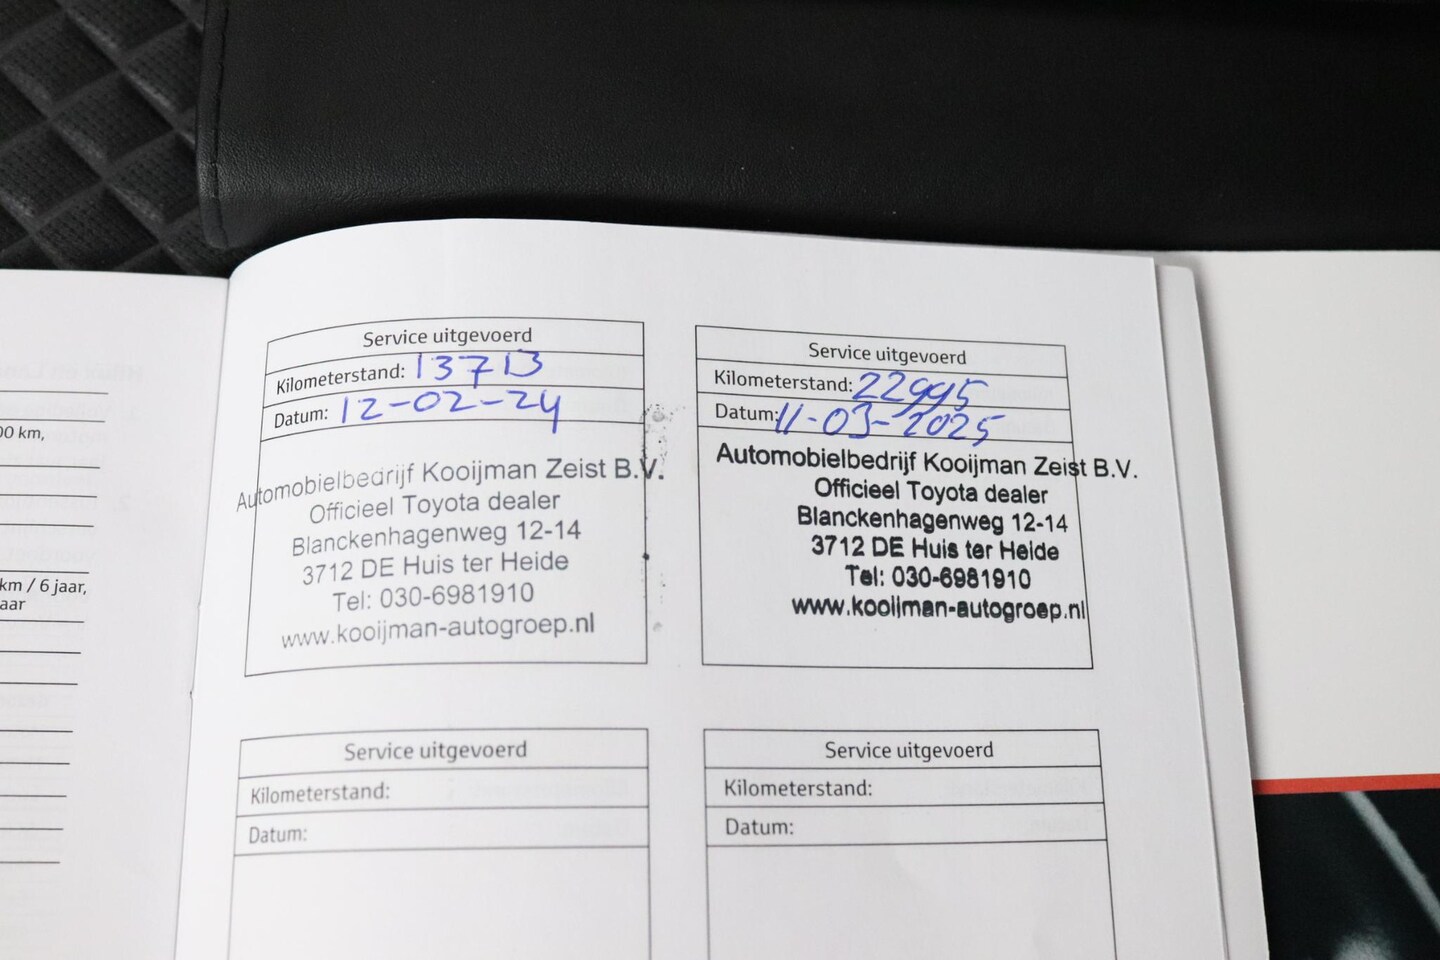 00 km,
km / 6 jaar,
aar
Service uitgevoerd
Kilometerstand: 13713
Datum: 12-02-24
Automobielbedrijf Kooijman Zeist B.V.
Officieel Toyota dealer
Blanckenhagenweg 12-14
3712 DE Huis ter Heide
Tel: 030-6981910
www.kooijman-autogroep.nl
Service uitgevoerd
Kilometerstand: 22995
Datum: 11-03-2025
Automobielbedrijf Kooijman Zeist B.V.
Officieel Toyota dealer
Blanckenhagenweg 12-14
3712 DE Huis ter Heide
Tel: 030-6981910
www.kooijman-autogroep.nl
Service uitgevoerd
Kilometerstand:
Datum:
Service uitgevoerd
Kilometerstand:
Datum: